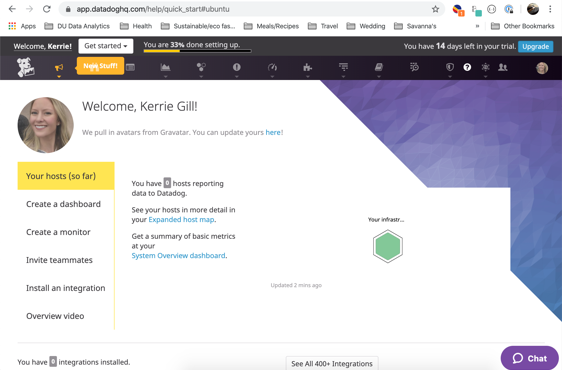 app.datadoghq.com/help/quick_start#ubuntu
Apps DU Data Analytics Health Sustainable/eco fas... Meals/Recipes Travel Wedding Savanna's » Other Bookmarks
Welcome, Kerrie! Get started You are 33% done setting up. You have 14 days left in your trial. Upgrade
New Stuff!
Welcome, Kerrie Gill!
We pull in avatars from Gravatar. You can update yours here!
Your hosts (so far)
Create a dashboard
Create a monitor
Invite teammates
Install an integration
Overview video
You have 0 hosts reporting
data to Datadog.
See your hosts in more detail in
your Expanded host map.
Get a summary of basic metrics
at your
System Overview dashboard.
Your infrastr...
Updated 2 mins ago
You have 0 integrations installed.
See All 400+ Integrations
Chat